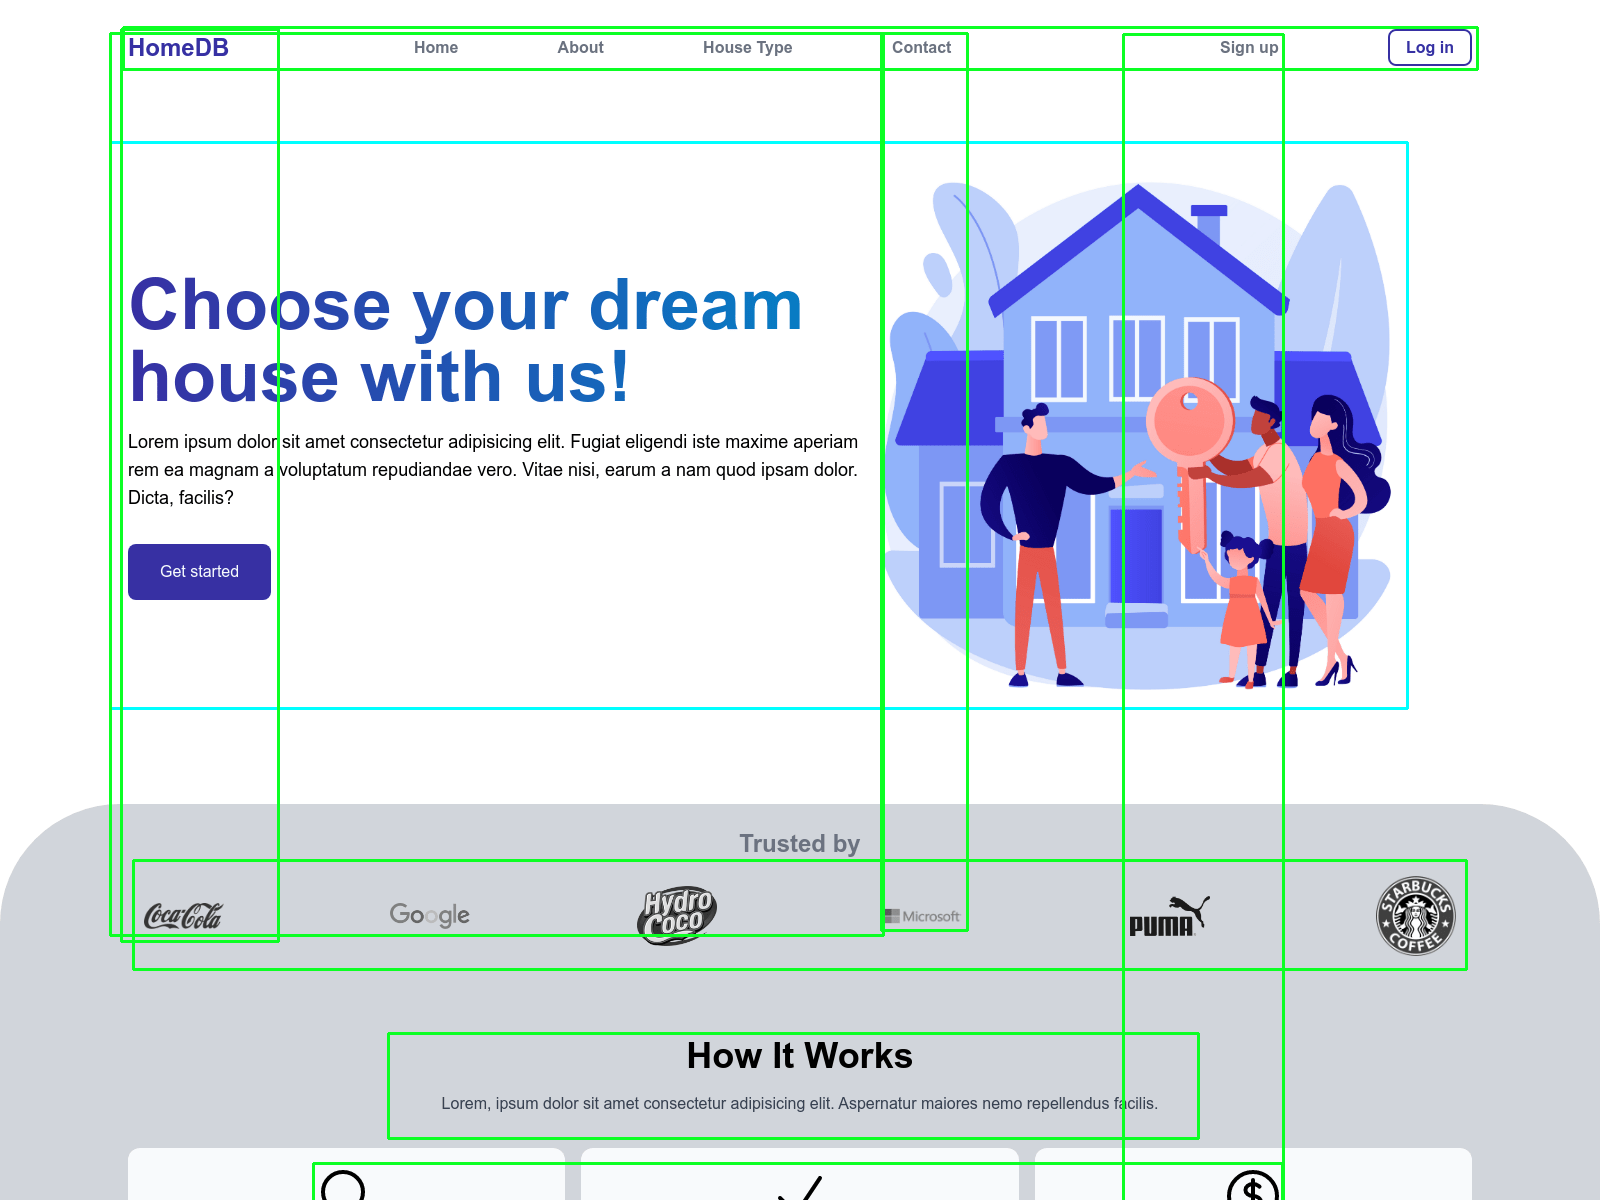 HomeDB
Home
About
House Type
Contact
Sign up
Log in
Choose your dream
house with us!
Lorem ipsum dolor sit amet consectetur adipisicing elit. Fugiat eligendi iste maxime aperiam
rem ea magnam a voluptatum repudiandae vero. Vitae nisi, earum a nam quod ipsam dolor.
Dicta, facilis?
Get started
Trusted by
Coca-Cola
Google
Hydro
Coco
Microsoft
PUMA
STARBUCKS
COFFEE
How It Works
Lorem, ipsum dolor sit amet consectetur adipisicing elit. Aspernatur maiores nemo repellendus facilis.
$